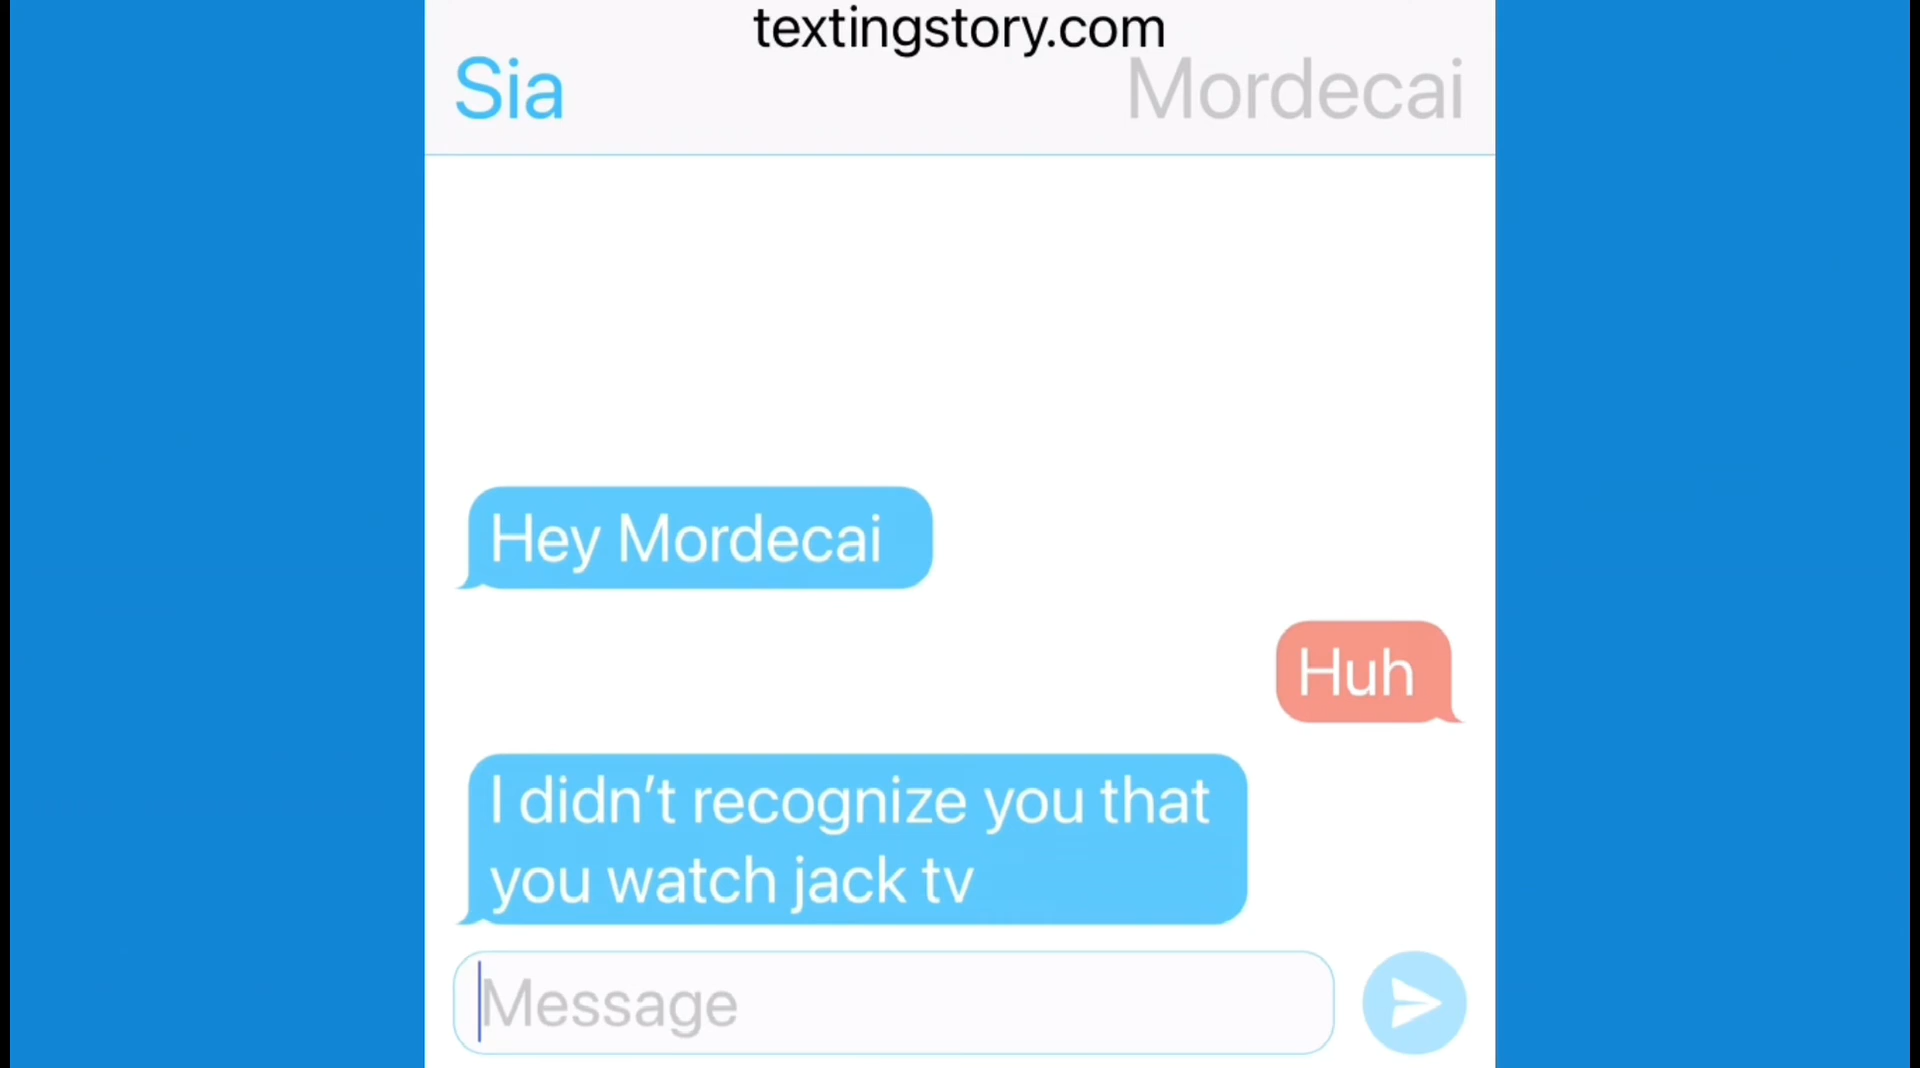 textingstory.com
Sia
Mordecai
Hey Mordecai
Huh
I didn’t recognize you that
you watch jack tv
Message